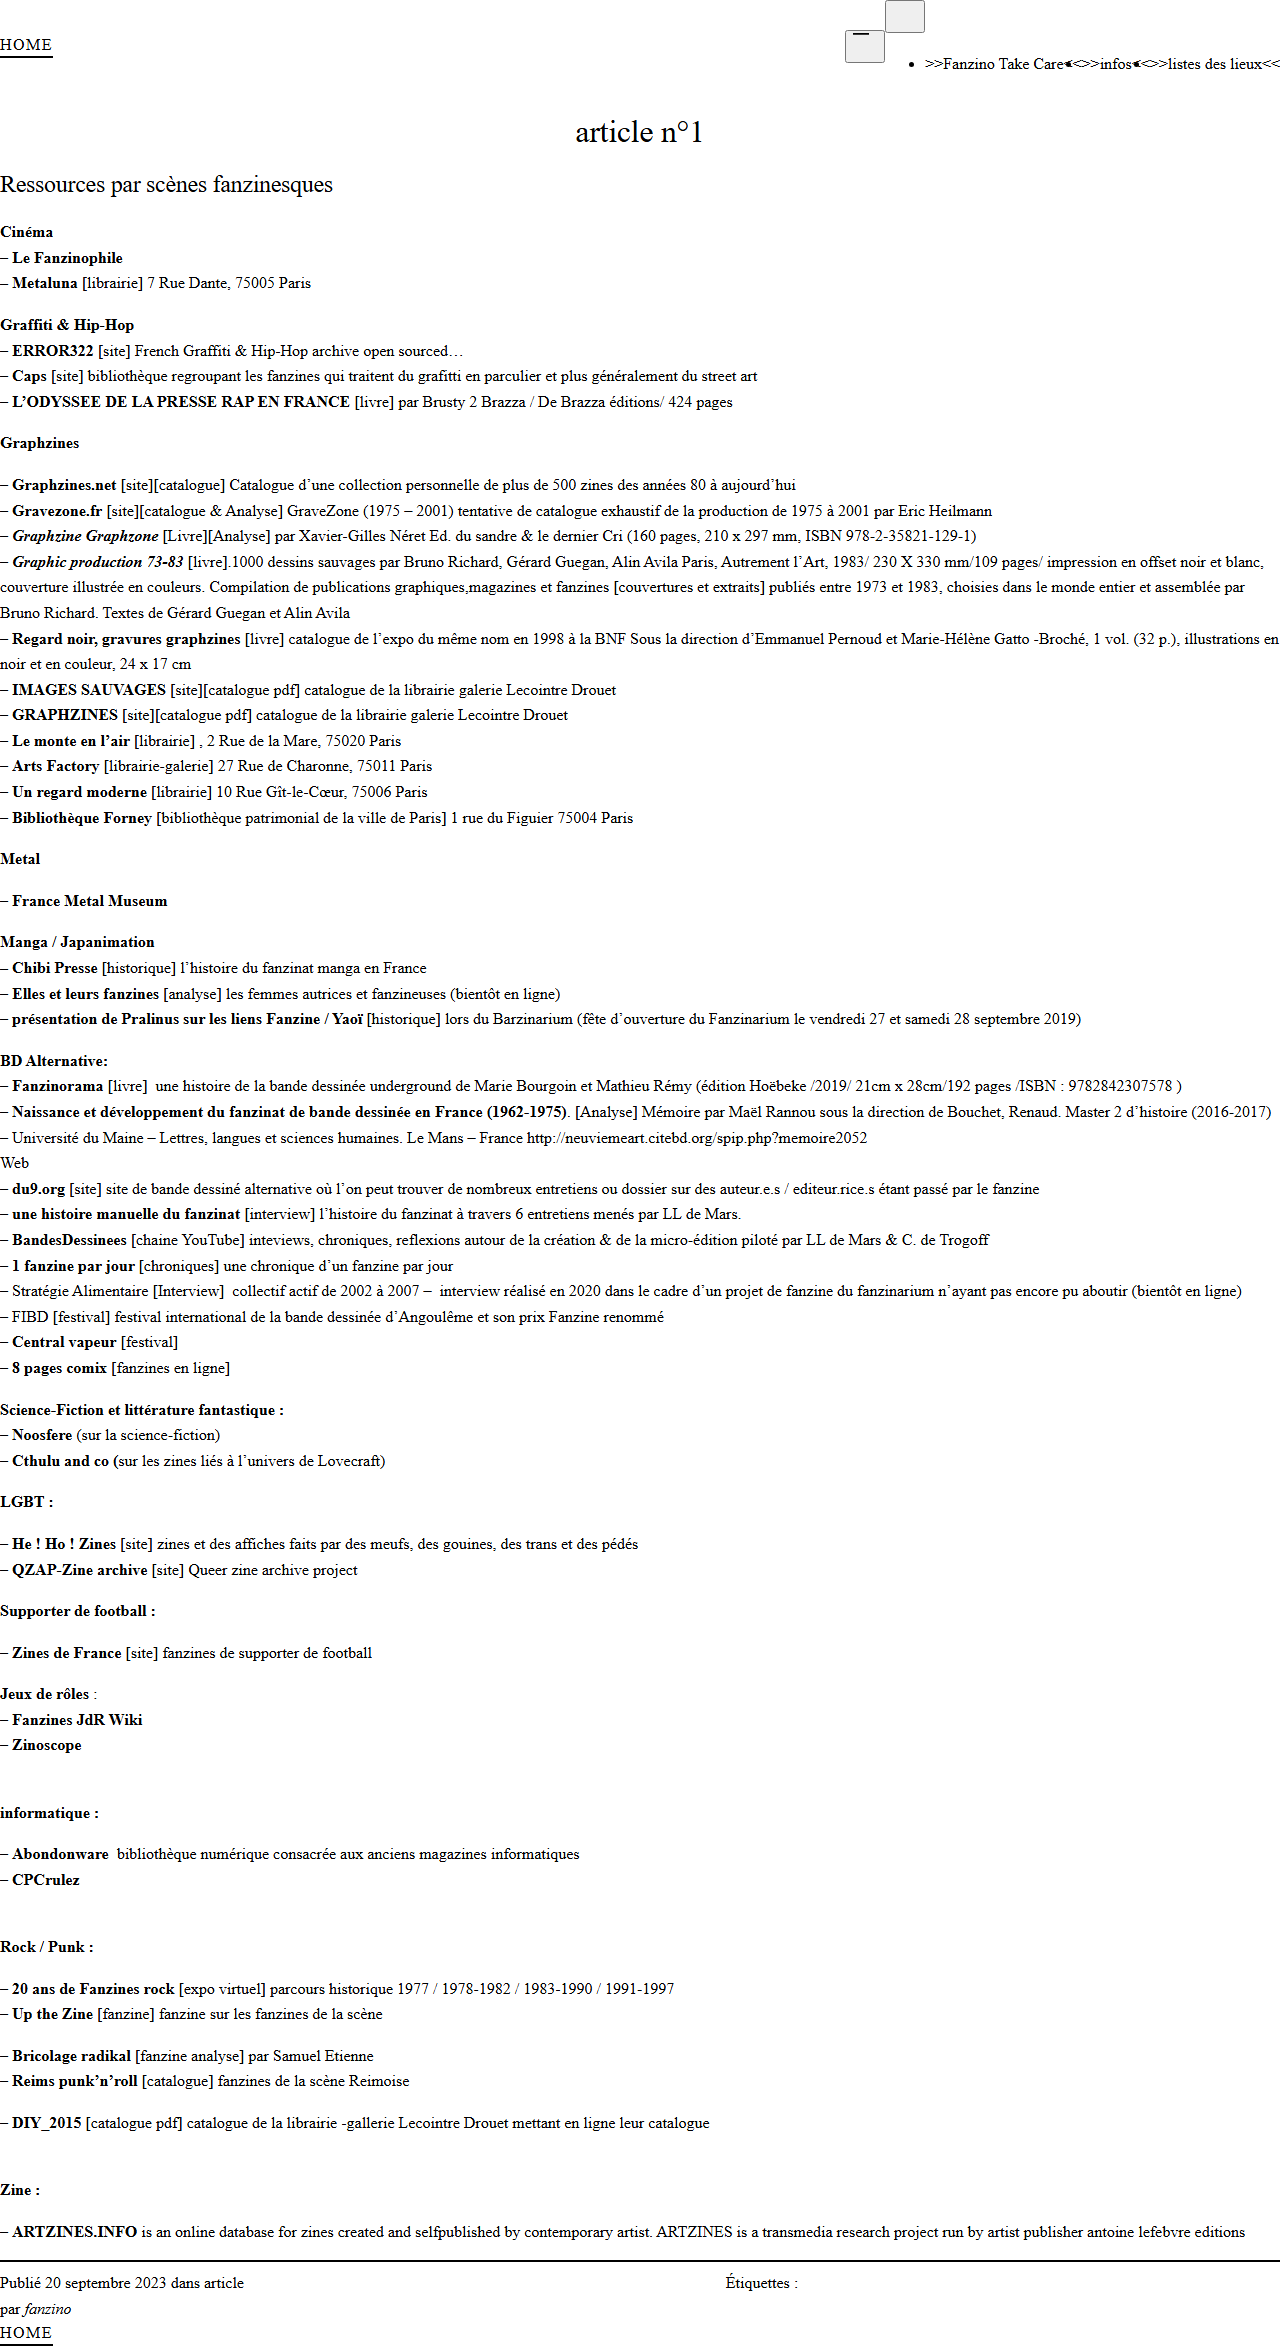 HOME
>>Fanzino Take Care<<
>>infos<<
>>listes des lieux<<
article n°1
Ressources par scènes fanzinesques
Cinéma
– Le Fanzinophile
– Metaluna [librairie] 7 Rue Dante, 75005 Paris
Graffiti & Hip-Hop
– ERROR322 [site] French Graffiti & Hip-Hop archive open sourced…
– Caps [site] bibliothèque regroupant les fanzines qui traitent du grafitti en parculier et plus généralement du street art
– L’ODYSSEE DE LA PRESSE RAP EN FRANCE [livre] par Brusty 2 Brazza / De Brazza éditions/ 424 pages
Graphzines
– Graphzines.net [site][catalogue] Catalogue d’une collection personnelle de plus de 500 zines des années 80 à aujourd’hui
– Gravezone.fr [site][catalogue & Analyse] GraveZone (1975 – 2001) tentative de catalogue exhaustif de la production de 1975 à 2001 par Eric Heilmann
– Graphzine Graphzone [Livre][Analyse] par Xavier-Gilles Néret Ed. du sandre & le dernier Cri (160 pages, 210 x 297 mm, ISBN 978-2-35821-129-1)
– Graphic production 73-83 [livre].1000 dessins sauvages par Bruno Richard, Gérard Guegan, Alin Avila Paris, Autrement l’Art, 1983/ 230 X 330 mm/109 pages/ impression en offset noir et blanc,
couverture illustrée en couleurs. Compilation de publications graphiques,magazines et fanzines [couvertures et extraits] publiés entre 1973 et 1983, choisies dans le monde entier et assemblée par
Bruno Richard. Textes de Gérard Guegan et Alin Avila
– Regard noir, gravures graphzines [livre] catalogue de l’expo du même nom en 1998 à la BNF Sous la direction d’Emmanuel Pernoud et Marie-Hélène Gatto -Broché, 1 vol. (32 p.), illustrations en
noir et en couleur, 24 x 17 cm
– IMAGES SAUVAGES [site][catalogue pdf] catalogue de la librairie galerie Lecointre Drouet
– GRAPHZINES [site][catalogue pdf] catalogue de la librairie galerie Lecointre Drouet
– Le monte en l’air [librairie] , 2 Rue de la Mare, 75020 Paris
– Arts Factory [librairie-galerie] 27 Rue de Charonne, 75011 Paris
– Un regard moderne [librairie] 10 Rue Gît-le-Cœur, 75006 Paris
– Bibliothèque Forney [bibliothèque patrimonial de la ville de Paris] 1 rue du Figuier 75004 Paris
Metal
– France Metal Museum
Manga / Japanimation
– Chibi Presse [historique] l’histoire du fanzinat manga en France
– Elles et leurs fanzines [analyse] les femmes autrices et fanzineuses (bientôt en ligne)
– présentation de Pralinus sur les liens Fanzine / Yaoï [historique] lors du Barzinarium (fête d’ouverture du Fanzinarium le vendredi 27 et samedi 28 septembre 2019)
BD Alternative:
– Fanzinorama [livre]  une histoire de la bande dessinée underground de Marie Bourgoin et Mathieu Rémy (édition Hoëbeke /2019/ 21cm x 28cm/192 pages /ISBN : 9782842307578 )
– Naissance et développement du fanzinat de bande dessinée en France (1962-1975). [Analyse] Mémoire par Maël Rannou sous la direction de Bouchet, Renaud. Master 2 d’histoire (2016-2017)
– Université du Maine – Lettres, langues et sciences humaines. Le Mans – France http://neuviemeart.citebd.org/spip.php?memoire2052
Web
– du9.org [site] site de bande dessiné alternative où l’on peut trouver de nombreux entretiens ou dossier sur des auteur.e.s / editeur.rice.s étant passé par le fanzine
– une histoire manuelle du fanzinat [interview] l’histoire du fanzinat à travers 6 entretiens menés par LL de Mars.
– BandesDessinees [chaine YouTube] inteviews, chroniques, reflexions autour de la création & de la micro-édition piloté par LL de Mars & C. de Trogoff
– 1 fanzine par jour [chroniques] une chronique d’un fanzine par jour
– Stratégie Alimentaire [Interview]  collectif actif de 2002 à 2007 –  interview réalisé en 2020 dans le cadre d’un projet de fanzine du fanzinarium n’ayant pas encore pu aboutir (bientôt en ligne)
– FIBD [festival] festival international de la bande dessinée d’Angoulême et son prix Fanzine renommé
– Central vapeur [festival]
– 8 pages comix [fanzines en ligne]
Science-Fiction et littérature fantastique :
– Noosfere (sur la science-fiction)
– Cthulu and co (sur les zines liés à l’univers de Lovecraft)
LGBT :
– He ! Ho ! Zines [site] zines et des affiches faits par des meufs, des gouines, des trans et des pédés
– QZAP-Zine archive [site] Queer zine archive project
Supporter de football :
– Zines de France [site] fanzines de supporter de football
Jeux de rôles :
– Fanzines JdR Wiki
– Zinoscope
informatique :
– Abondonware  bibliothèque numérique consacrée aux anciens magazines informatiques
– CPCrulez
Rock / Punk :
– 20 ans de Fanzines rock [expo virtuel] parcours historique 1977 / 1978-1982 / 1983-1990 / 1991-1997
– Up the Zine [fanzine] fanzine sur les fanzines de la scène
– Bricolage radikal [fanzine analyse] par Samuel Etienne
– Reims punk’n’roll [catalogue] fanzines de la scène Reimoise
– DIY_2015 [catalogue pdf] catalogue de la librairie -gallerie Lecointre Drouet mettant en ligne leur catalogue
Zine :
– ARTZINES.INFO is an online database for zines created and selfpublished by contemporary artist. ARTZINES is a transmedia research project run by artist publisher antoine lefebvre editions
Publié 20 septembre 2023 dans article
Étiquettes :
par fanzino
HOME